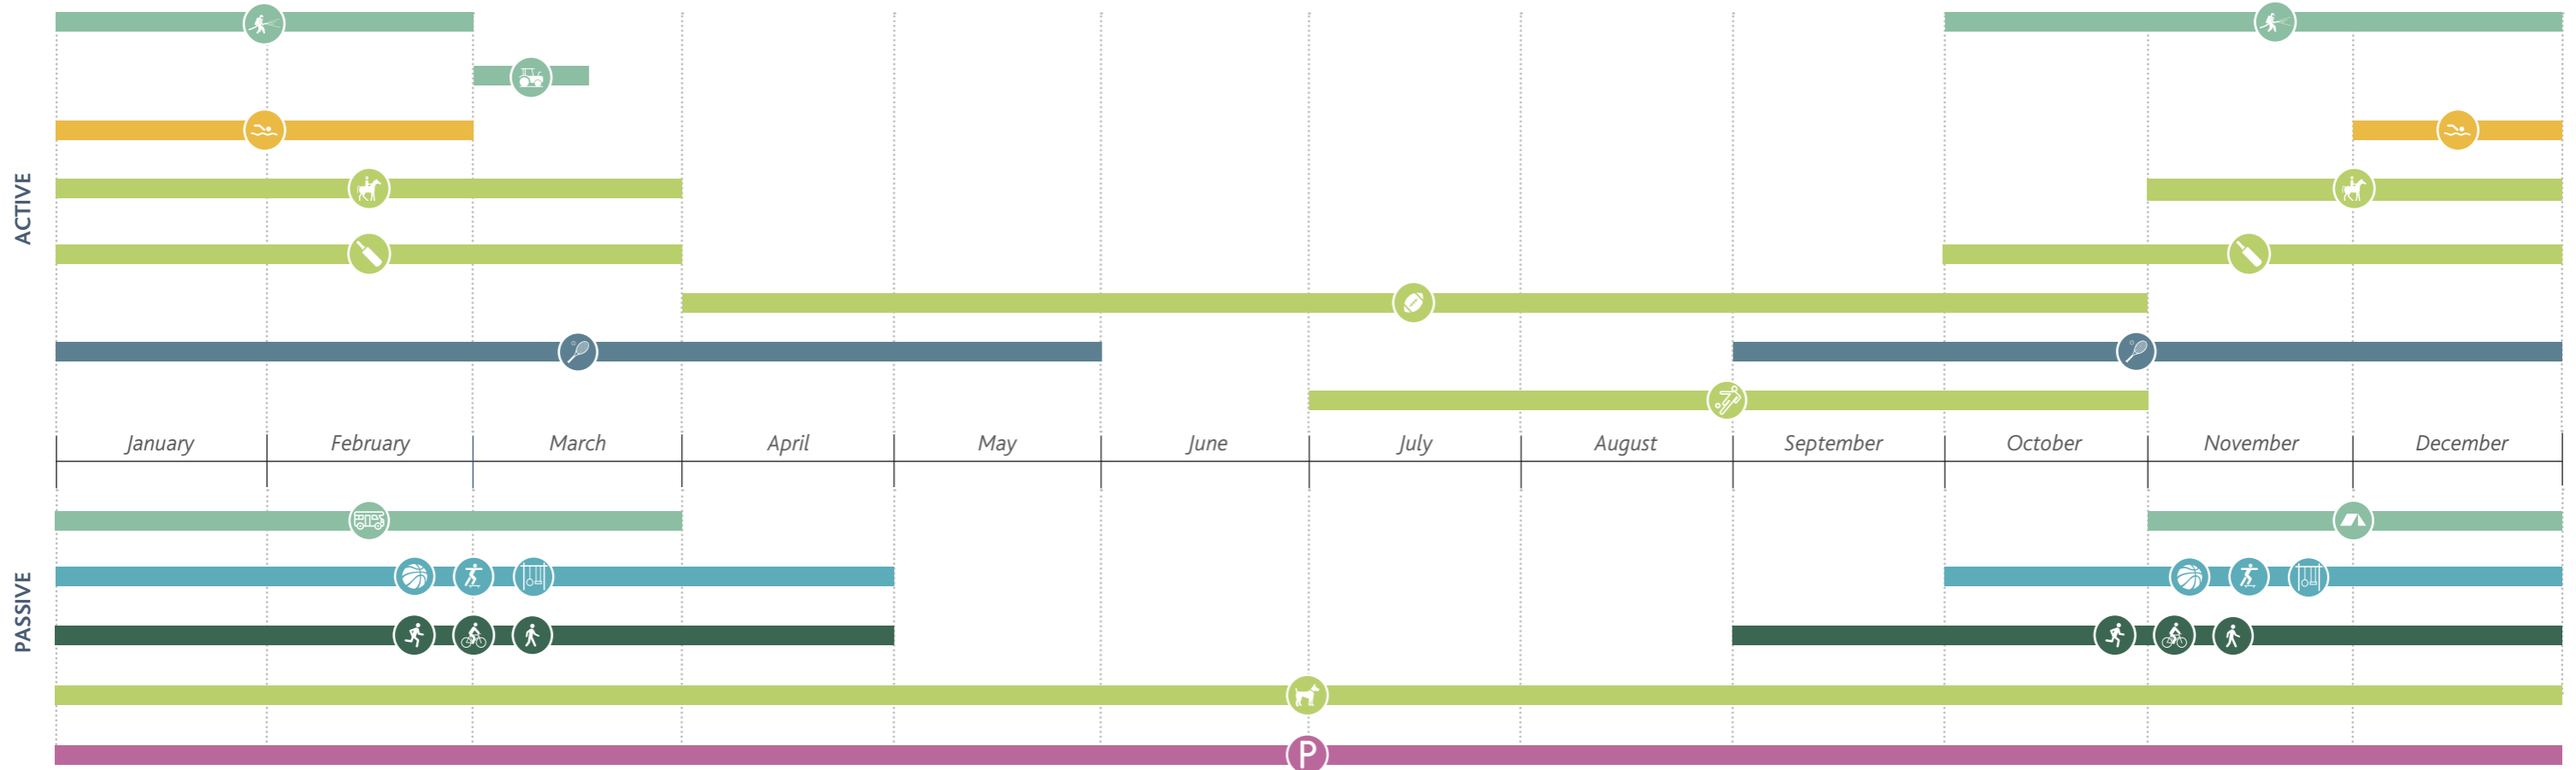 ACTIVE
January February March April May June July August September October November December
PASSIVE
P